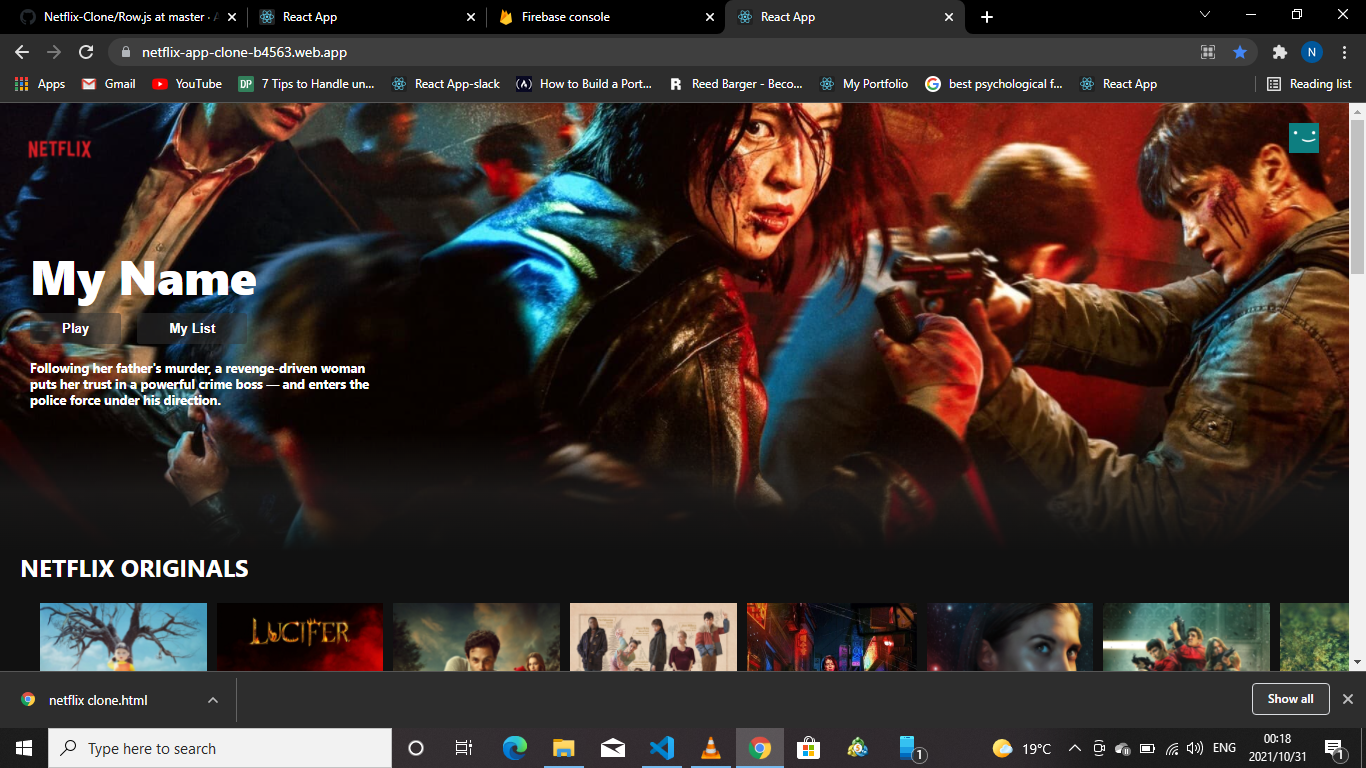 Netflix-Clone/Row.js at master ·
React App
Firebase console
React App
netflix-app-clone-b4563.web.app
N
Apps
Gmail
YouTube
DP
7 Tips to Handle un...
React App-slack
How to Build a Port...
R
Reed Barger - Beco...
My Portfolio
best psychological f...
React App
Reading list
NETFLIX
My Name
Play
My List
Following her father's murder, a revenge-driven woman
puts her trust in a powerful crime boss — and enters the
police force under his direction.
NETFLIX ORIGINALS
LUCIFER
netflix clone.html
Show all
Type here to search
1
19°C
ENG
00:18
2021/10/31
1